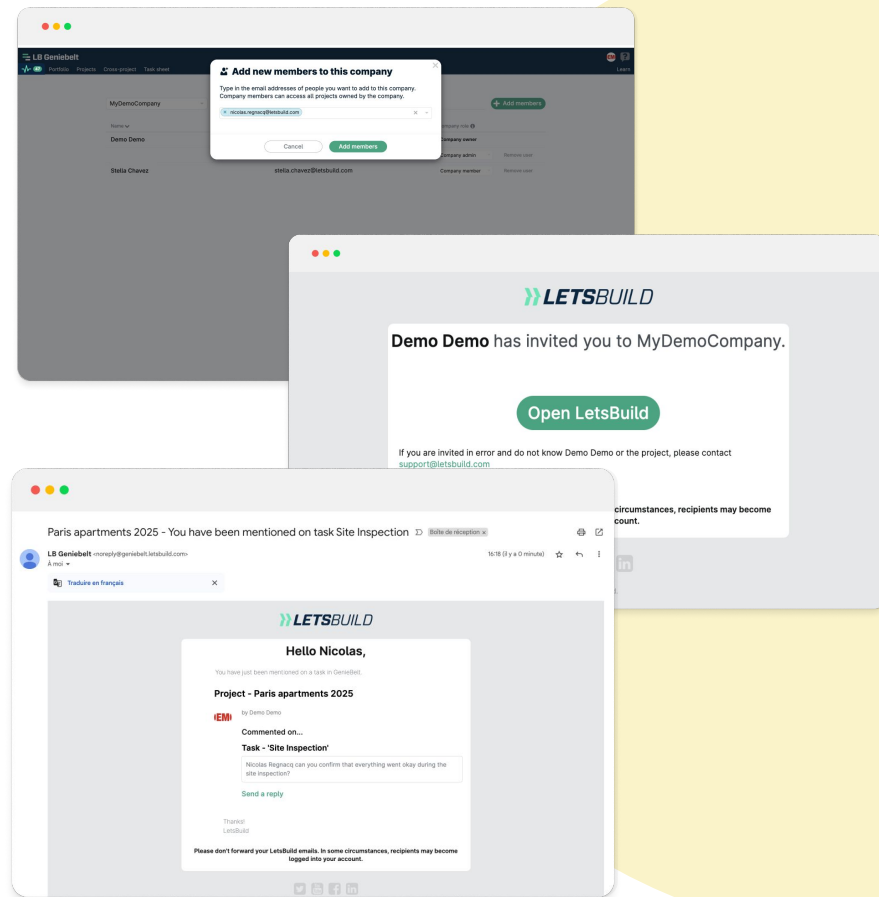 LB Geniebelt
47 Portfolio Projects Cross-project Task sheet
Learn
Add new members to this company
Type in the email addresses of people you want to add to this company.
Company members can access all projects owned by the company.
× nicolas.regnacq@letsbuild.com
Cancel Add members
MyDemoCompany
+ Add members
Name
Company role
Demo Demo
Company owner
Company admin Remove user
Stella Chavez stella.chavez@letsbuild.com Company member Remove user
LETSBUILD
Demo Demo has invited you to MyDemoCompany.
Open LetsBuild
If you are invited in error and do not know Demo Demo or the project, please contact
support@letsbuild.com
circumstances, recipients may become
count.
Paris apartments 2025 - You have been mentioned on task Site Inspection Boîte de réception ×
LB Geniebelt <noreply@geniebelt.letsbuild.com> 16:18 (il y a 0 minute)
À moi
Traduire en français ×
LETSBUILD
Hello Nicolas,
You have just been mentioned on a task in GenieBelt.
Project - Paris apartments 2025
(EM)
by Demo Demo
Commented on...
Task - 'Site Inspection'
Nicolas Regnacq can you confirm that everything went okay during the
site inspection?
Send a reply
Thanks!
LetsBuild
Please don't forward your LetsBuild emails. In some circumstances, recipients may become
logged into your account.